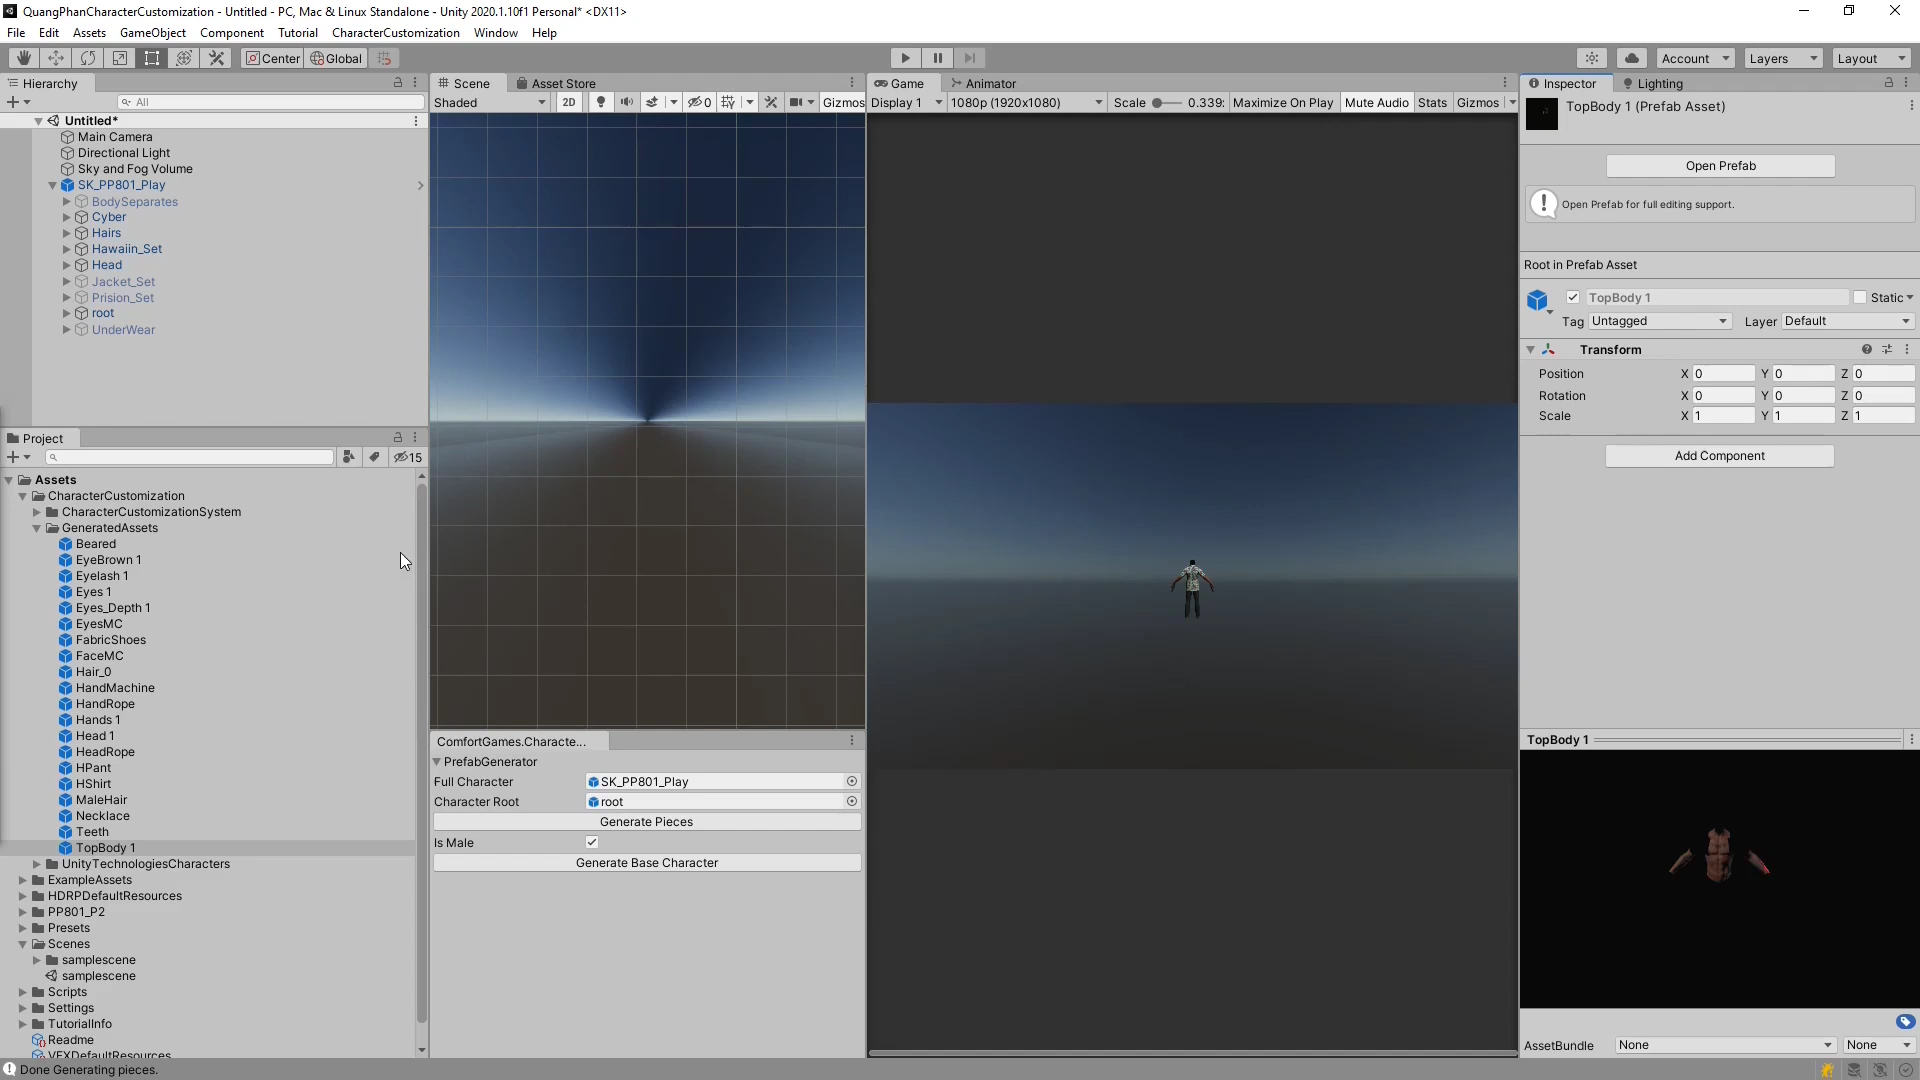 QuangPhanCharacterCustomization - Untitled - PC, Mac & Linux Standalone - Unity 2020.1.10f1 Personal* <DX11>
File Edit Assets GameObject Component Tutorial CharacterCustomization Window Help
Center Global Account Layers Layout
Hierarchy
All
Untitled*
Main Camera
Directional Light
Sky and Fog Volume
SK_PP801_Play
BodySeparates
Cyber
Hairs
Hawaiin_Set
Head
Jacket_Set
Prision_Set
root
UnderWear
Project
15
Assets
CharacterCustomization
CharacterCustomizationSystem
GeneratedAssets
Beared
EyeBrown 1
Eyelash 1
Eyes 1
Eyes_Depth 1
EyesMC
FabricShoes
FaceMC
Hair_0
HandMachine
HandRope
Hands 1
Head 1
HeadRope
HPant
HShirt
MaleHair
Necklace
Teeth
TopBody 1
UnityTechnologiesCharacters
ExampleAssets
HDRPDefaultResources
PP801_P2
Presets
Scenes
samplescene
samplescene
Scripts
Settings
TutorialInfo
Readme
VFXDefaultResources
Done Generating pieces.
Scene Asset Store
Shaded 2D 0 Gizmos
ComfortGames.Characte...
PrefabGenerator
Full Character SK_PP801_Play
Character Root root
Generate Pieces
Is Male
Generate Base Character
Game Animator
Display 1 1080p (1920x1080) Scale 0.339: Maximize On Play Mute Audio Stats Gizmos
Inspector Lighting
TopBody 1 (Prefab Asset)
Open Prefab
Open Prefab for full editing support.
Root in Prefab Asset
TopBody 1 Static
Tag Untagged Layer Default
Transform
Position X 0 Y 0 Z 0
Rotation X 0 Y 0 Z 0
Scale X 1 Y 1 Z 1
Add Component
TopBody 1
AssetBundle None None